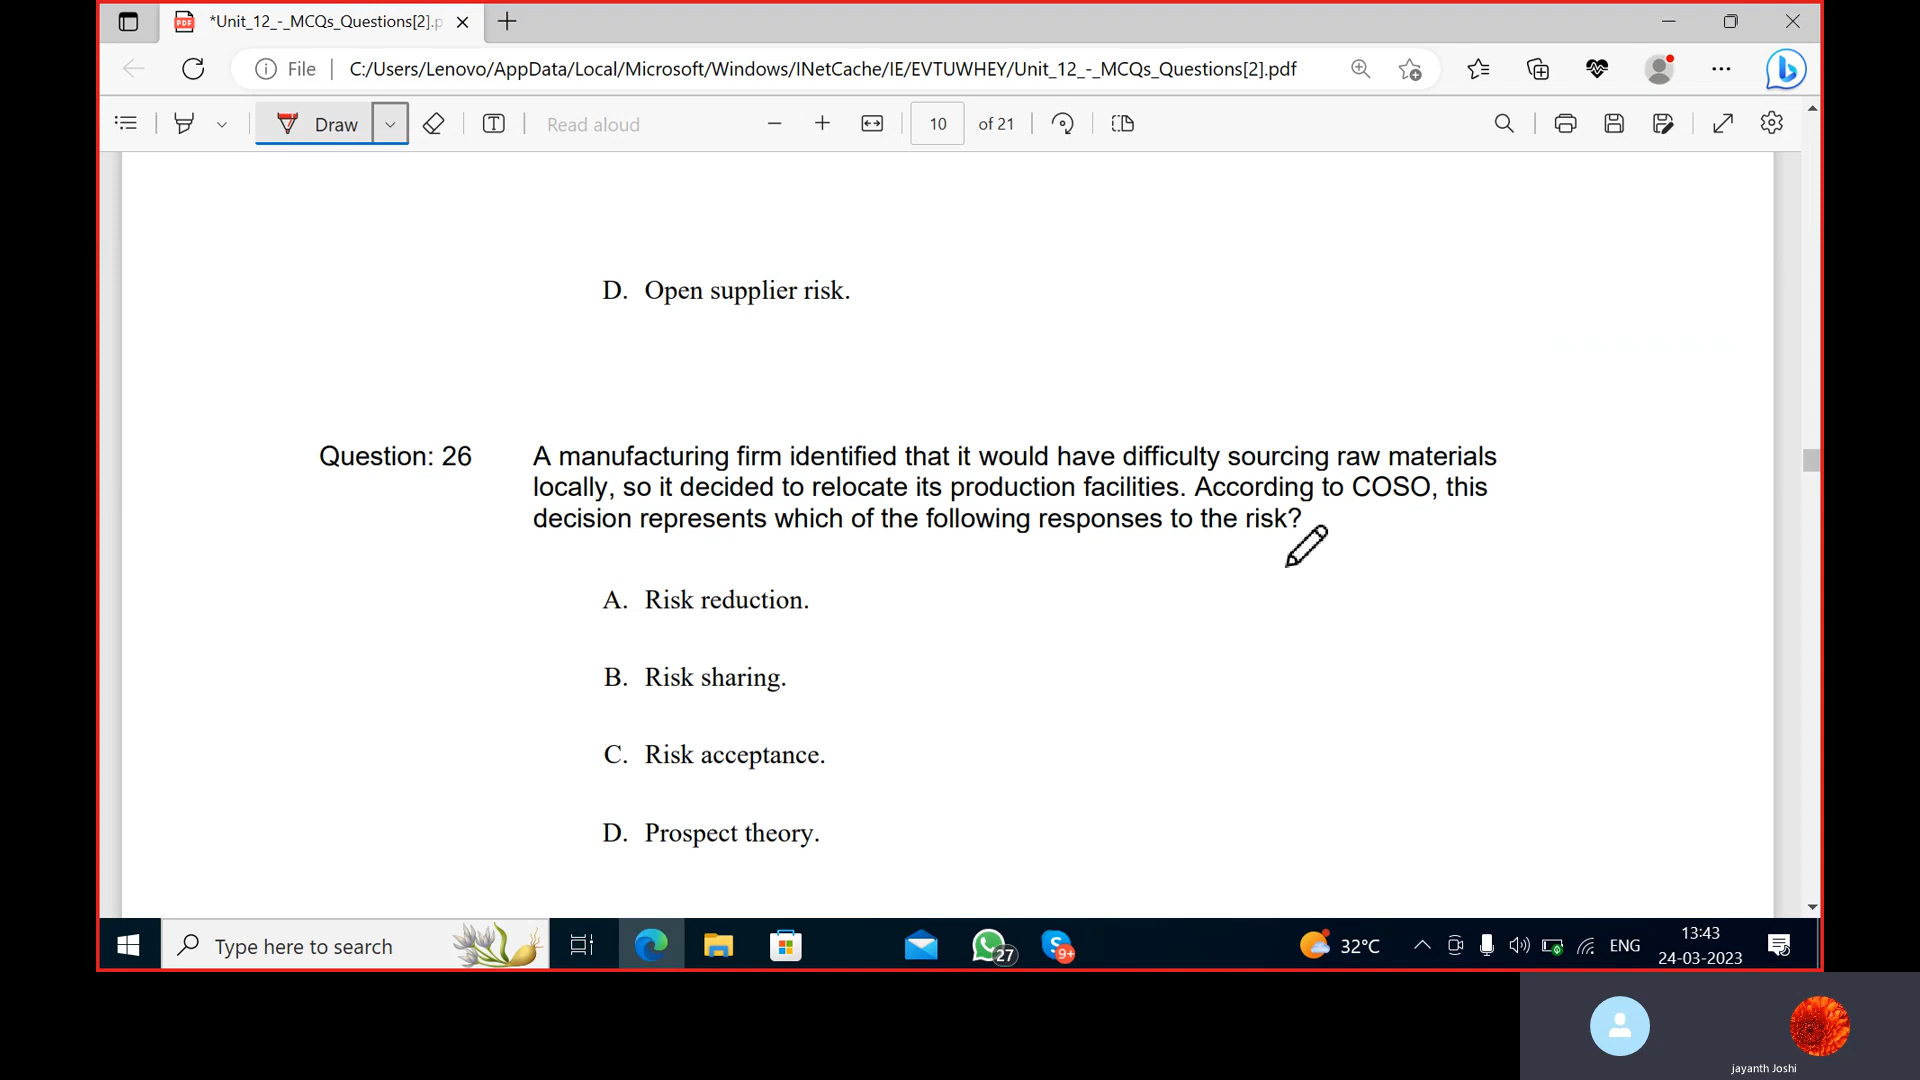 *Unit_12_-_MCQs_Questions[2].p
File
C:/Users/Lenovo/AppData/Local/Microsoft/Windows/INetCache/IE/EVTUWHEY/Unit_12_-_MCQs_Questions[2].pdf
Draw
Read aloud
10 of 21
D. Open supplier risk.
Question: 26 A manufacturing firm identified that it would have difficulty sourcing raw materials
locally, so it decided to relocate its production facilities. According to COSO, this
decision represents which of the following responses to the risk?
A. Risk reduction.
B. Risk sharing.
C. Risk acceptance.
D. Prospect theory.
Type here to search
27
9+
32°C
ENG
13:43
24-03-2023
jayanth Joshi